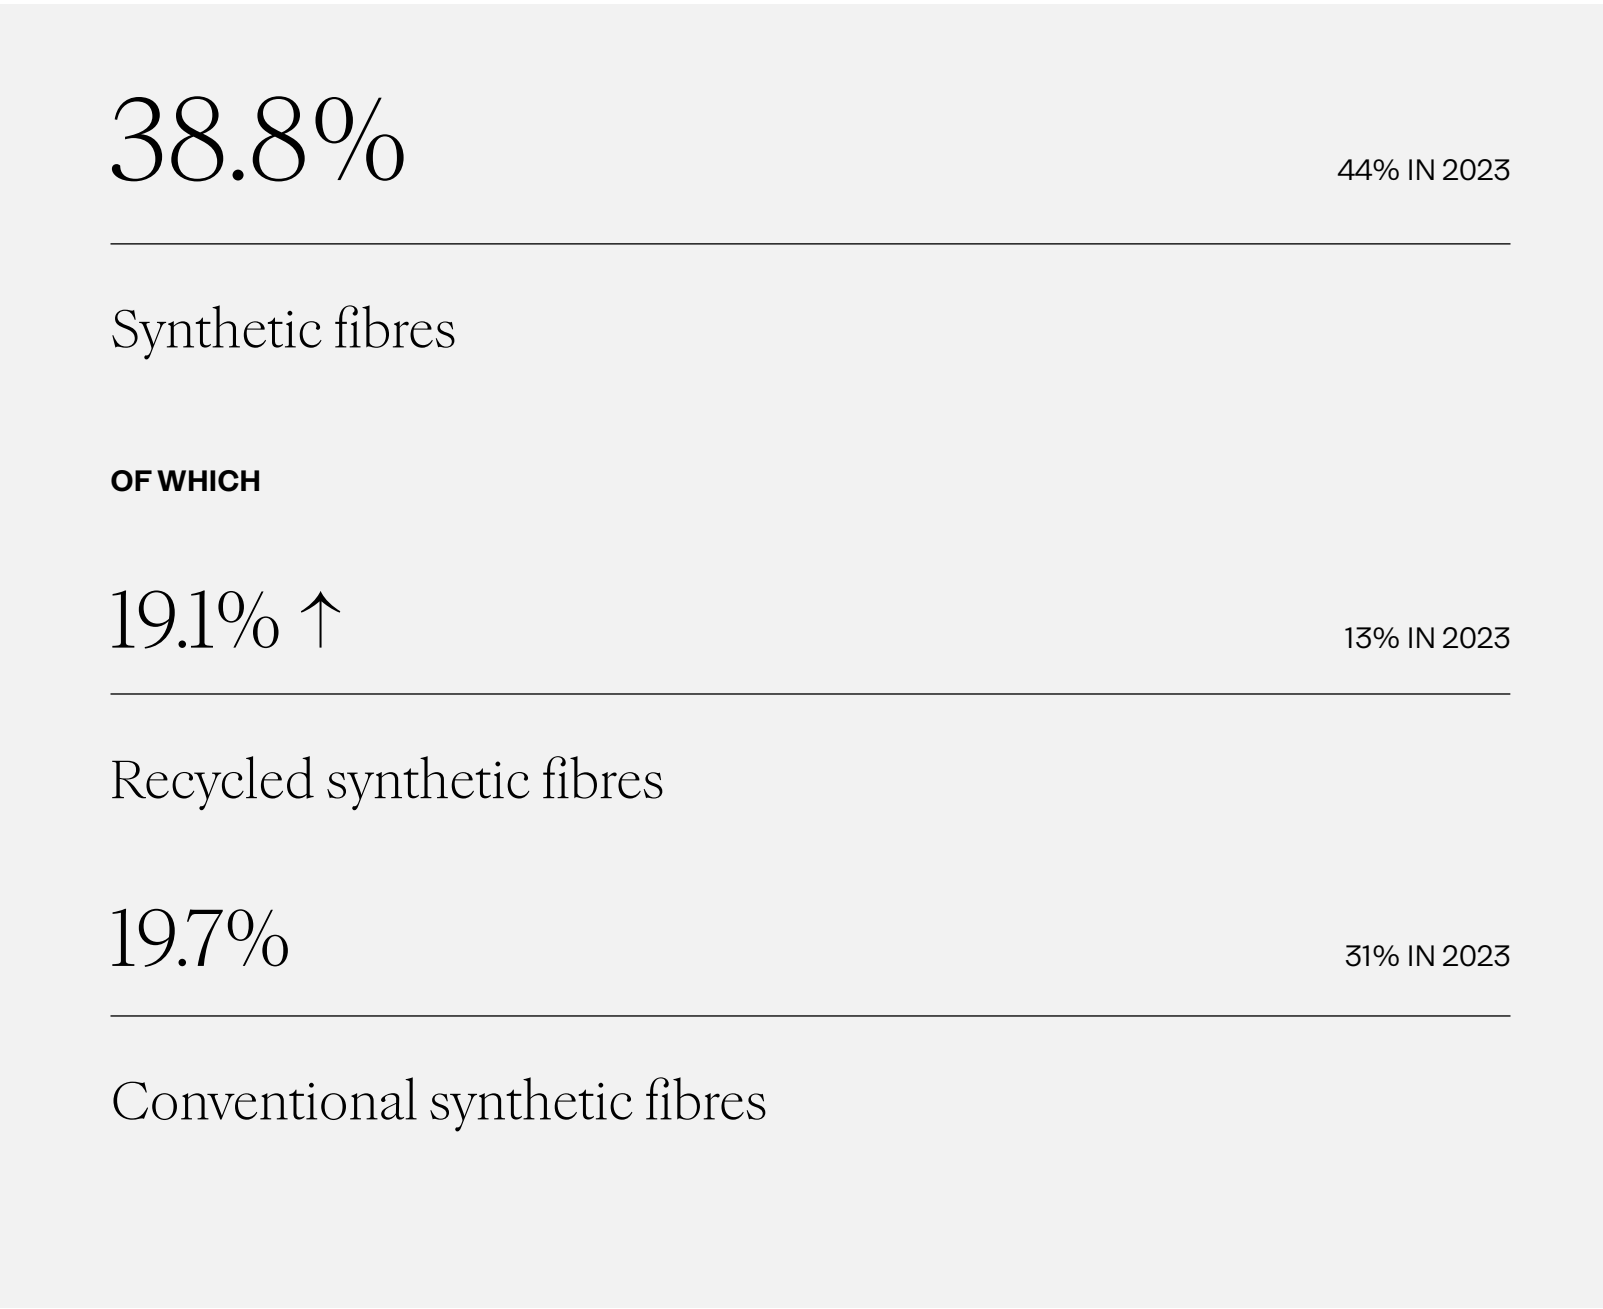 38.8%
44% IN 2023
Synthetic fibres
OF WHICH
19.1% ↑
13% IN 2023
Recycled synthetic fibres
19.7%
31% IN 2023
Conventional synthetic fibres